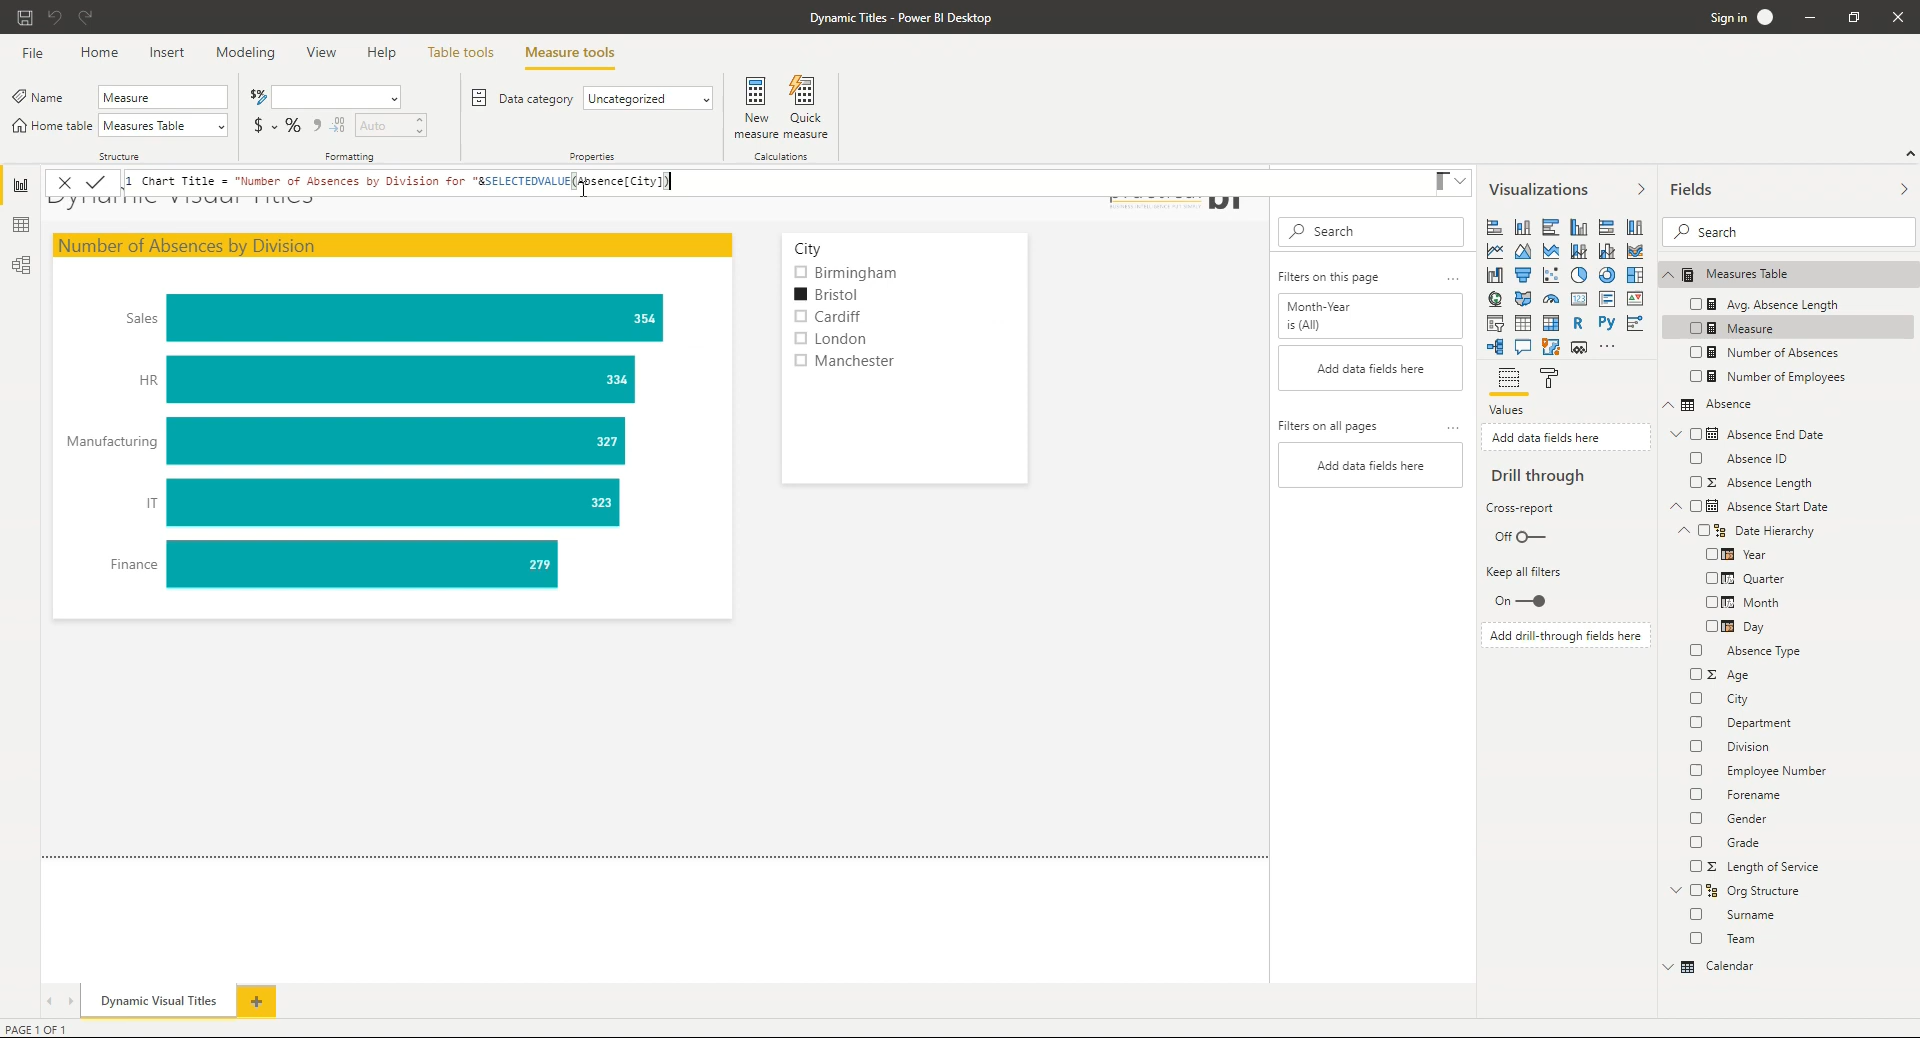 Dynamic Titles - Power BI Desktop
Sign in
File Home Insert Modeling View Help Table tools Measure tools
Name Measure
Home table Measures Table
Structure
$%
$ % 9 .00 Auto
Formatting
Data category Uncategorized
Properties
New measure
Quick measure
Calculations
1 Chart Title = "Number of Absences by Division for "&SELECTEDVALUE(Absence[City])
Dynamic Visual Titles
bi
Number of Absences by Division
Sales 354
HR 334
Manufacturing 327
IT 323
Finance 279
City
Birmingham
Bristol
Cardiff
London
Manchester
Search
Filters on this page ...
Month-Year
is (All)
Add data fields here
Filters on all pages ...
Add data fields here
Visualizations
123
R Py
...
Values
Add data fields here
Drill through
Cross-report
Off
Keep all filters
On
Add drill-through fields here
Fields
Search
Measures Table
Avg. Absence Length
Measure
Number of Absences
Number of Employees
Absence
Absence End Date
Absence ID
Σ Absence Length
Absence Start Date
Date Hierarchy
Year
Quarter
Month
Day
Absence Type
Σ Age
City
Department
Division
Employee Number
Forename
Gender
Grade
Σ Length of Service
Org Structure
Surname
Team
Calendar
Dynamic Visual Titles +
PAGE 1 OF 1